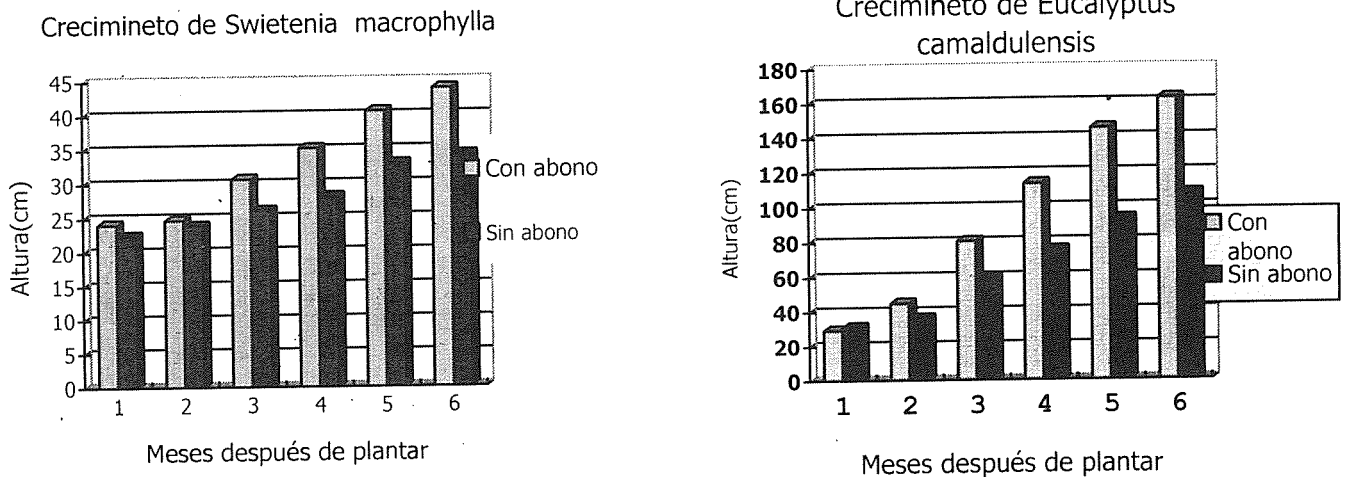 Crecimineto de Swietenia macrophylla
45
40
35
30
25
20
15
10
5
0
Altura(cm)
1 2 3 4 5 6
Meses después de plantar
Con abono
Sin abono
Crecimineto de Eucalyptus
camaldulensis
180
160
140
120
100
80
60
40
20
0
Altura(cm)
1 2 3 4 5 6
Meses después de plantar
Con
abono
Sin abono